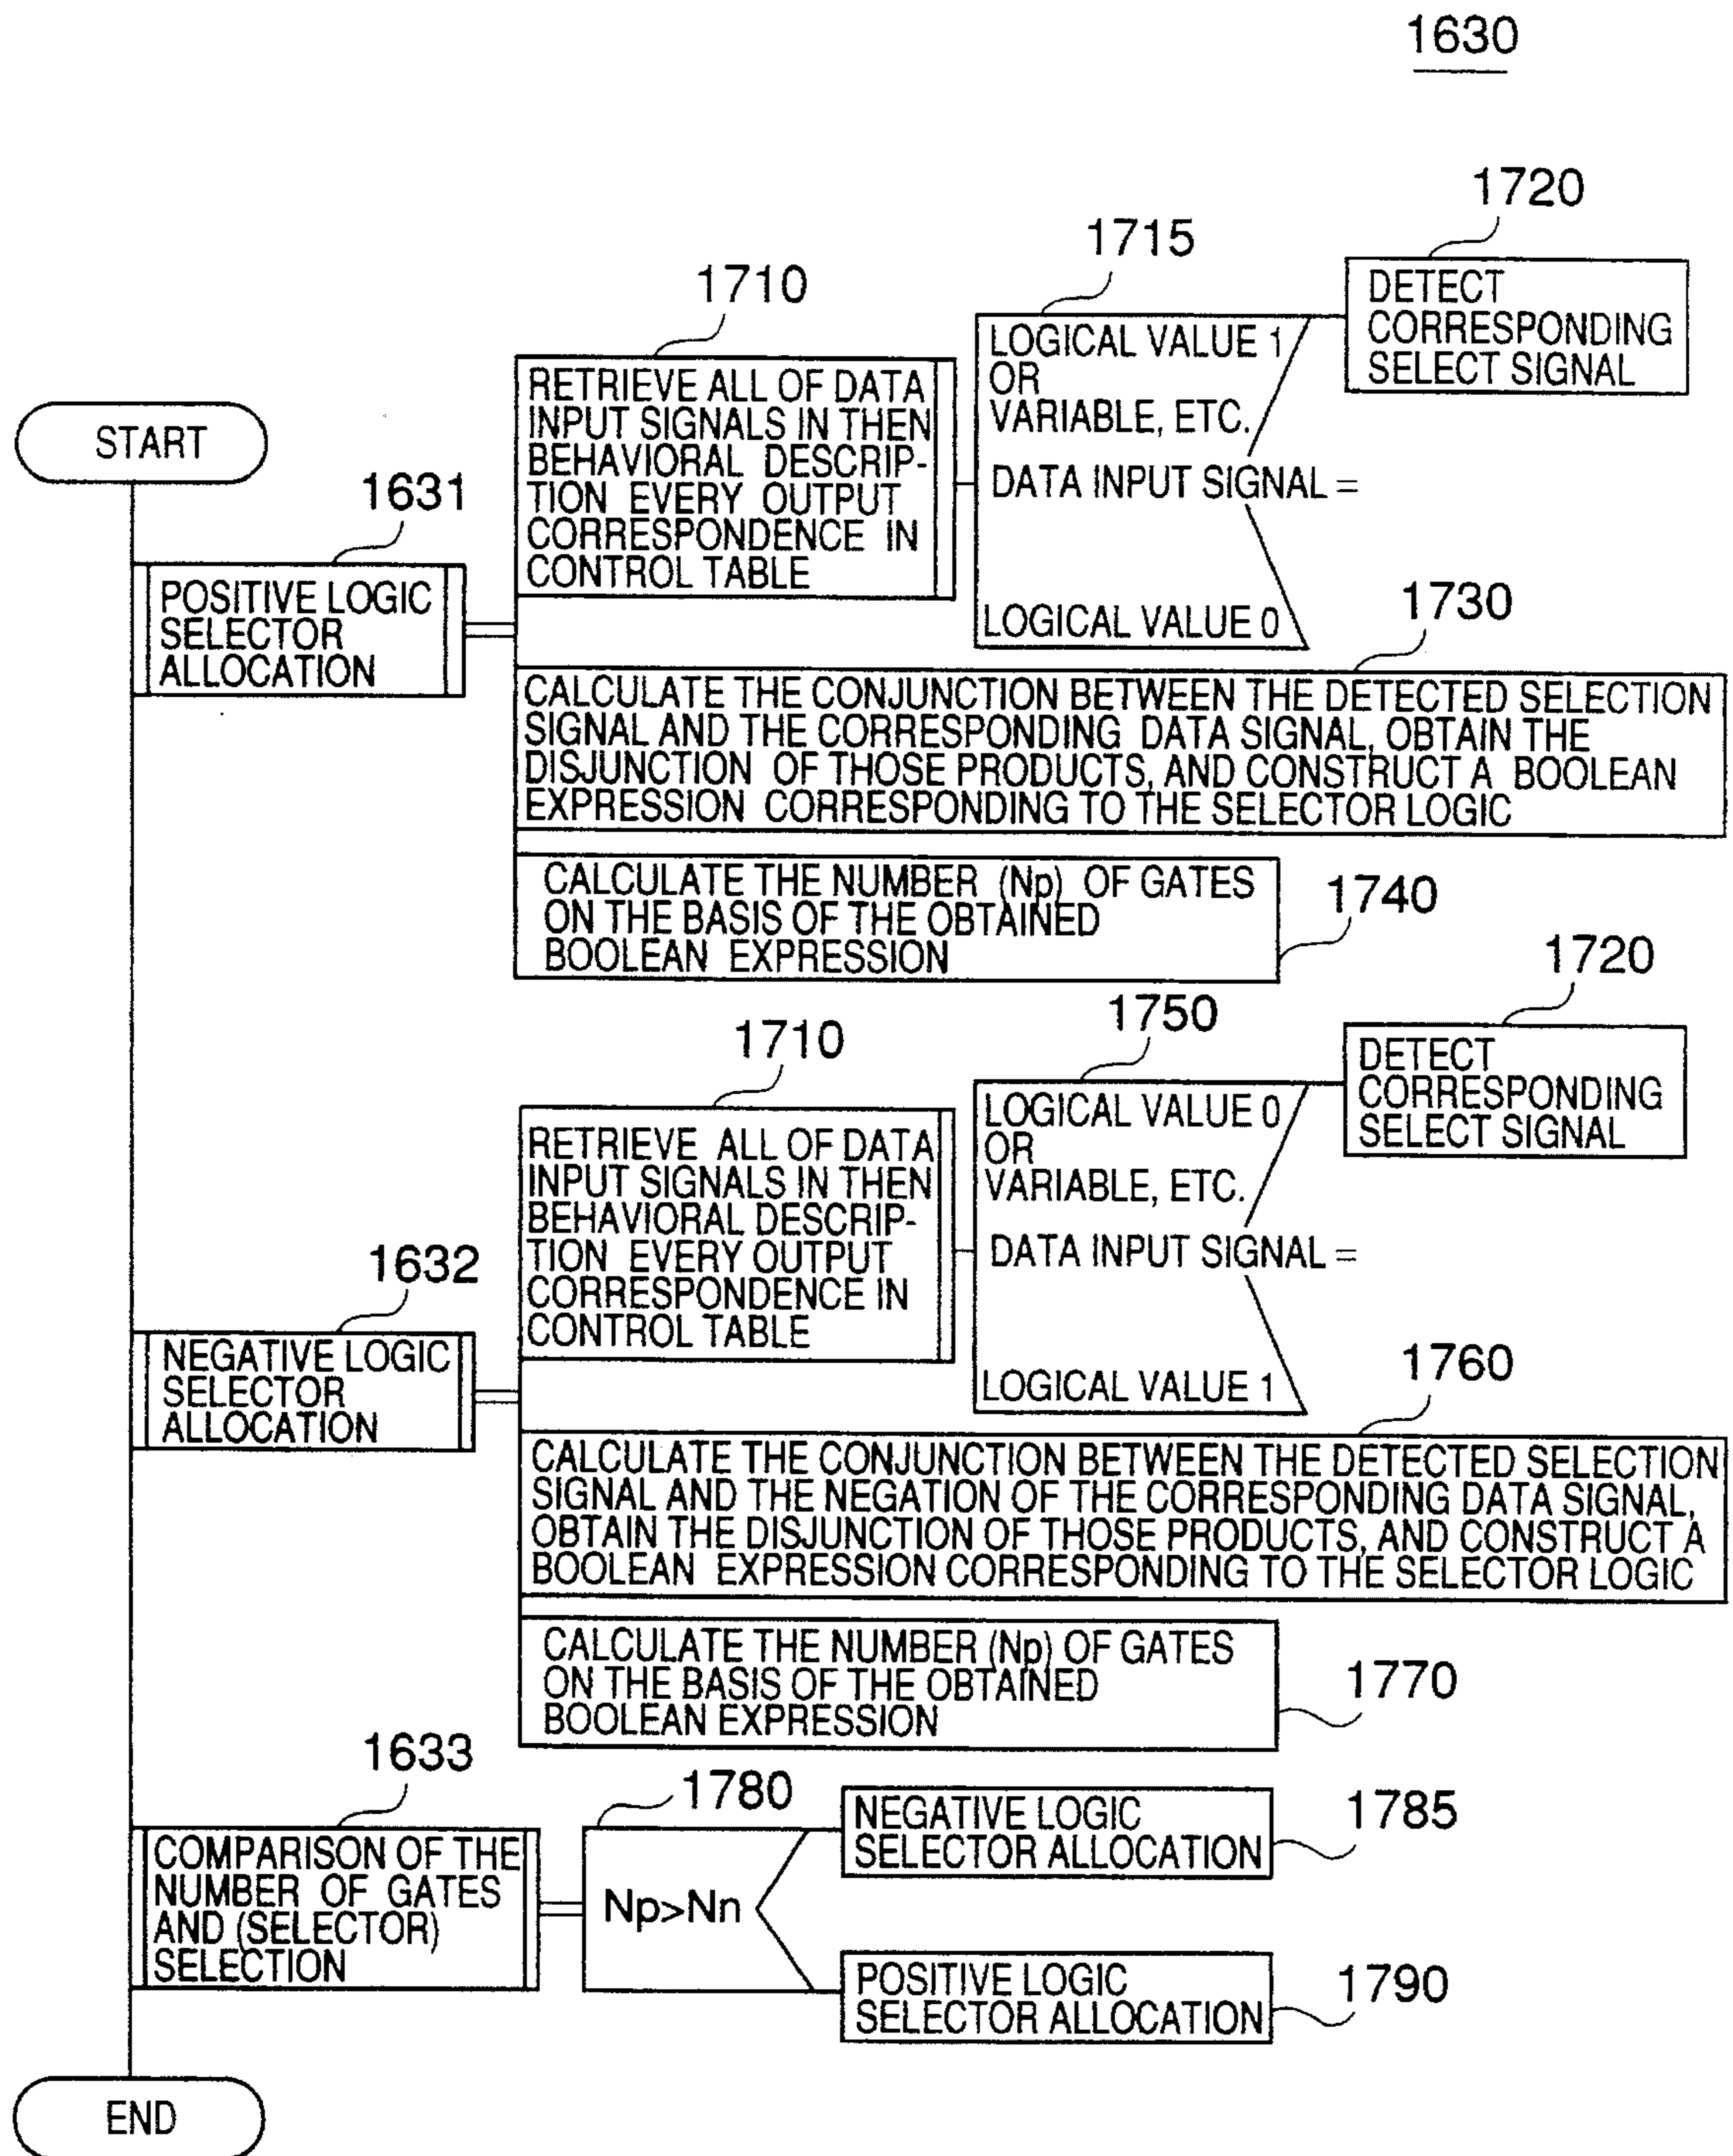 1630
START
1631
POSITIVE LOGIC
SELECTOR
ALLOCATION
1710
RETRIEVE ALL OF DATA
INPUT SIGNALS IN THEN
BEHAVIORAL DESCRIP-
TION EVERY OUTPUT
CORRESPONDENCE IN
CONTROL TABLE
1715
LOGICAL VALUE 1
OR
VARIABLE, ETC.
DATA INPUT SIGNAL =
LOGICAL VALUE 0
1720
DETECT
CORRESPONDING
SELECT SIGNAL
1730
CALCULATE THE CONJUNCTION BETWEEN THE DETECTED SELECTION
SIGNAL AND THE CORRESPONDING DATA SIGNAL, OBTAIN THE
DISJUNCTION OF THOSE PRODUCTS, AND CONSTRUCT A BOOLEAN
EXPRESSION CORRESPONDING TO THE SELECTOR LOGIC
CALCULATE THE NUMBER (Np) OF GATES
ON THE BASIS OF THE OBTAINED
BOOLEAN EXPRESSION
1740
1632
NEGATIVE LOGIC
SELECTOR
ALLOCATION
1710
RETRIEVE ALL OF DATA
INPUT SIGNALS IN THEN
BEHAVIORAL DESCRIP-
TION EVERY OUTPUT
CORRESPONDENCE IN
CONTROL TABLE
1750
LOGICAL VALUE 0
OR
VARIABLE, ETC.
DATA INPUT SIGNAL =
LOGICAL VALUE 1
1720
DETECT
CORRESPONDING
SELECT SIGNAL
1760
CALCULATE THE CONJUNCTION BETWEEN THE DETECTED SELECTION
SIGNAL AND THE NEGATION OF THE CORRESPONDING DATA SIGNAL,
OBTAIN THE DISJUNCTION OF THOSE PRODUCTS, AND CONSTRUCT A
BOOLEAN EXPRESSION CORRESPONDING TO THE SELECTOR LOGIC
CALCULATE THE NUMBER (Np) OF GATES
ON THE BASIS OF THE OBTAINED
BOOLEAN EXPRESSION
1770
1633
COMPARISON OF THE
NUMBER OF GATES
AND (SELECTOR)
SELECTION
1780
Np>Nn
NEGATIVE LOGIC
SELECTOR ALLOCATION
1785
POSITIVE LOGIC
SELECTOR ALLOCATION
1790
END